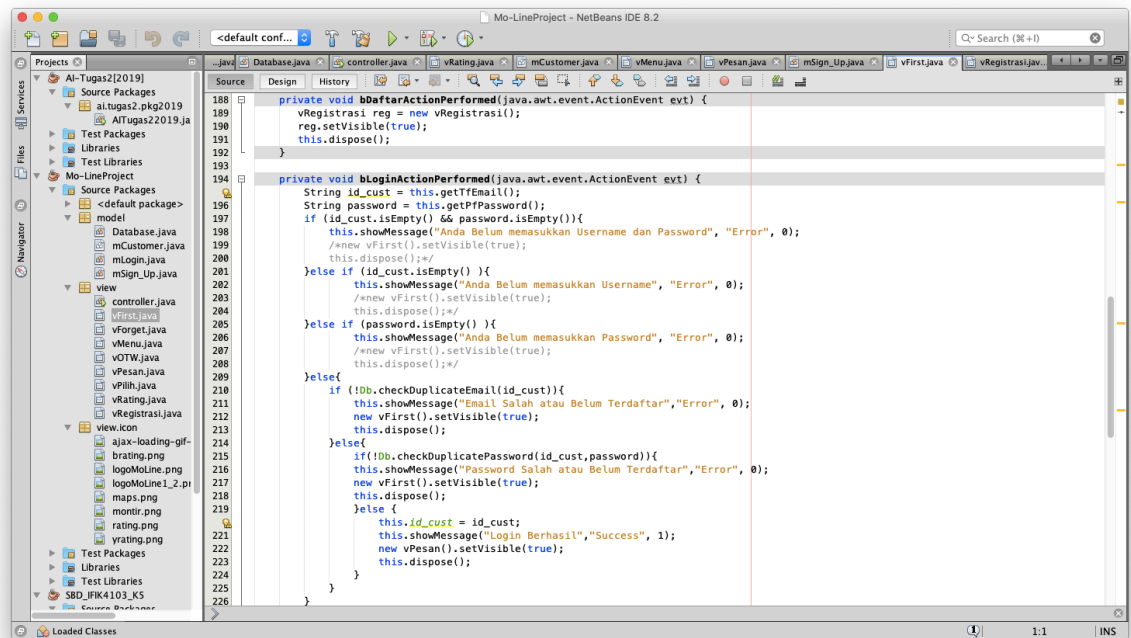 Mo-LineProject - NetBeans IDE 8.2
<default conf...
Search (⌘+I)
Projects
...java
Database.java
controller.java
vRating.java
mCustomer.java
vMenu.java
vPesan.java
mSign_Up.java
vFirst.java
vRegistrasi.jav...
Services
Files
Navigator
AI-Tugas2[2019]
Source Packages
ai.tugas2.pkg2019
AITugas22019.ja
Test Packages
Libraries
Test Libraries
Mo-LineProject
Source Packages
<default package>
model
Database.java
mCustomer.java
mLogin.java
mSign_Up.java
view
controller.java
vFirst.java
vForget.java
vMenu.java
vOTW.java
vPesan.java
vPilih.java
vRating.java
vRegistrasi.java
view.icon
ajax-loading-gif-
brating.png
logoMoLine.png
logoMoLine1_2.pr
maps.png
montir.png
rating.png
yrating.png
Test Packages
Libraries
Test Libraries
SBD_IFIK4103_K5
Source Packages
Source Design History
188 private void bDaftarActionPerformed(java.awt.event.ActionEvent evt) {
189 vRegistrasi reg = new vRegistrasi();
190 reg.setVisible(true);
191 this.dispose();
192 }
193
194 private void bLoginActionPerformed(java.awt.event.ActionEvent evt) {
String id_cust = this.getTfEmail();
196 String password = this.getPfPassword();
197 if (id_cust.isEmpty() && password.isEmpty()){
198 this.showMessage("Anda Belum memasukkan Username dan Password", "Error", 0);
199 /*new vFirst().setVisible(true);
200 this.dispose();*/
201 }else if (id_cust.isEmpty() ){
202 this.showMessage("Anda Belum memasukkan Username", "Error", 0);
203 /*new vFirst().setVisible(true);
204 this.dispose();*/
205 }else if (password.isEmpty() ){
206 this.showMessage("Anda Belum memasukkan Password", "Error", 0);
207 /*new vFirst().setVisible(true);
208 this.dispose();*/
209 }else{
210 if (!Db.checkDuplicateEmail(id_cust)){
211 this.showMessage("Email Salah atau Belum Terdaftar","Error", 0);
212 new vFirst().setVisible(true);
213 this.dispose();
214 }else{
215 if(!Db.checkDuplicatePassword(id_cust,password)){
216 this.showMessage("Password Salah atau Belum Terdaftar","Error", 0);
217 new vFirst().setVisible(true);
218 this.dispose();
219 }else {
this.id_cust = id_cust;
221 this.showMessage("Login Berhasil","Success", 1);
222 new vPesan().setVisible(true);
223 this.dispose();
224 }
225 }
226 }
Loaded Classes
1
1:1
INS